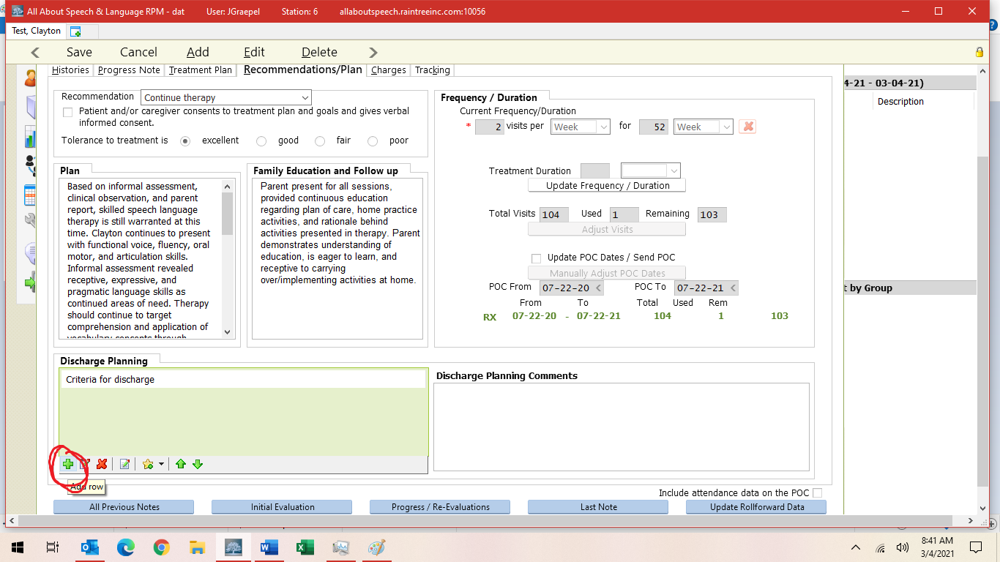 All About Speech & Language RPM - dat User: JGraepel Station: 6 allaboutspeech.raintreeinc.com:10056
Test, Clayton
Save Cancel Add Edit Delete
Histories Progress Note Treatment Plan Recommendations/Plan Charges Tracking
4-21 - 03-04-21)
Description
Recommendation Continue therapy
Patient and/or caregiver consents to treatment plan and goals and gives verbal
informed consent.
Tolerance to treatment is excellent good fair poor
Frequency / Duration
Current Frequency/Duration
* 2 visits per Week for 52 Week
Treatment Duration
Update Frequency / Duration
Total Visits 104 Used 1 Remaining 103
Adjust Visits
Update POC Dates / Send POC
Manually Adjust POC Dates
POC From 07-22-20 POC To 07-22-21
From To Total Used Rem
RX 07-22-20 - 07-22-21 104 1 103
t by Group
Plan
Based on informal assessment,
clinical observation, and parent
report, skilled speech language
therapy is still warranted at this
time. Clayton continues to present
with functional voice, fluency, oral
motor, and articulation skills.
Informal assessment revealed
receptive, expressive, and
pragmatic language skills as
continued areas of need. Therapy
should continue to target
comprehension and application of
vocabulary concepts through
Family Education and Follow up
Parent present for all sessions,
provided continuous education
regarding plan of care, home practice
activities, and rationale behind
activities presented in therapy. Parent
demonstrates understanding of
education, is eager to learn, and
receptive to carrying
over/implementing activities at home.
Discharge Planning
Criteria for discharge
Discharge Planning Comments
Add row
Include attendance data on the POC
All Previous Notes Initial Evaluation Progress / Re-Evaluations Last Note Update Rollforward Data
8:41 AM
3/4/2021